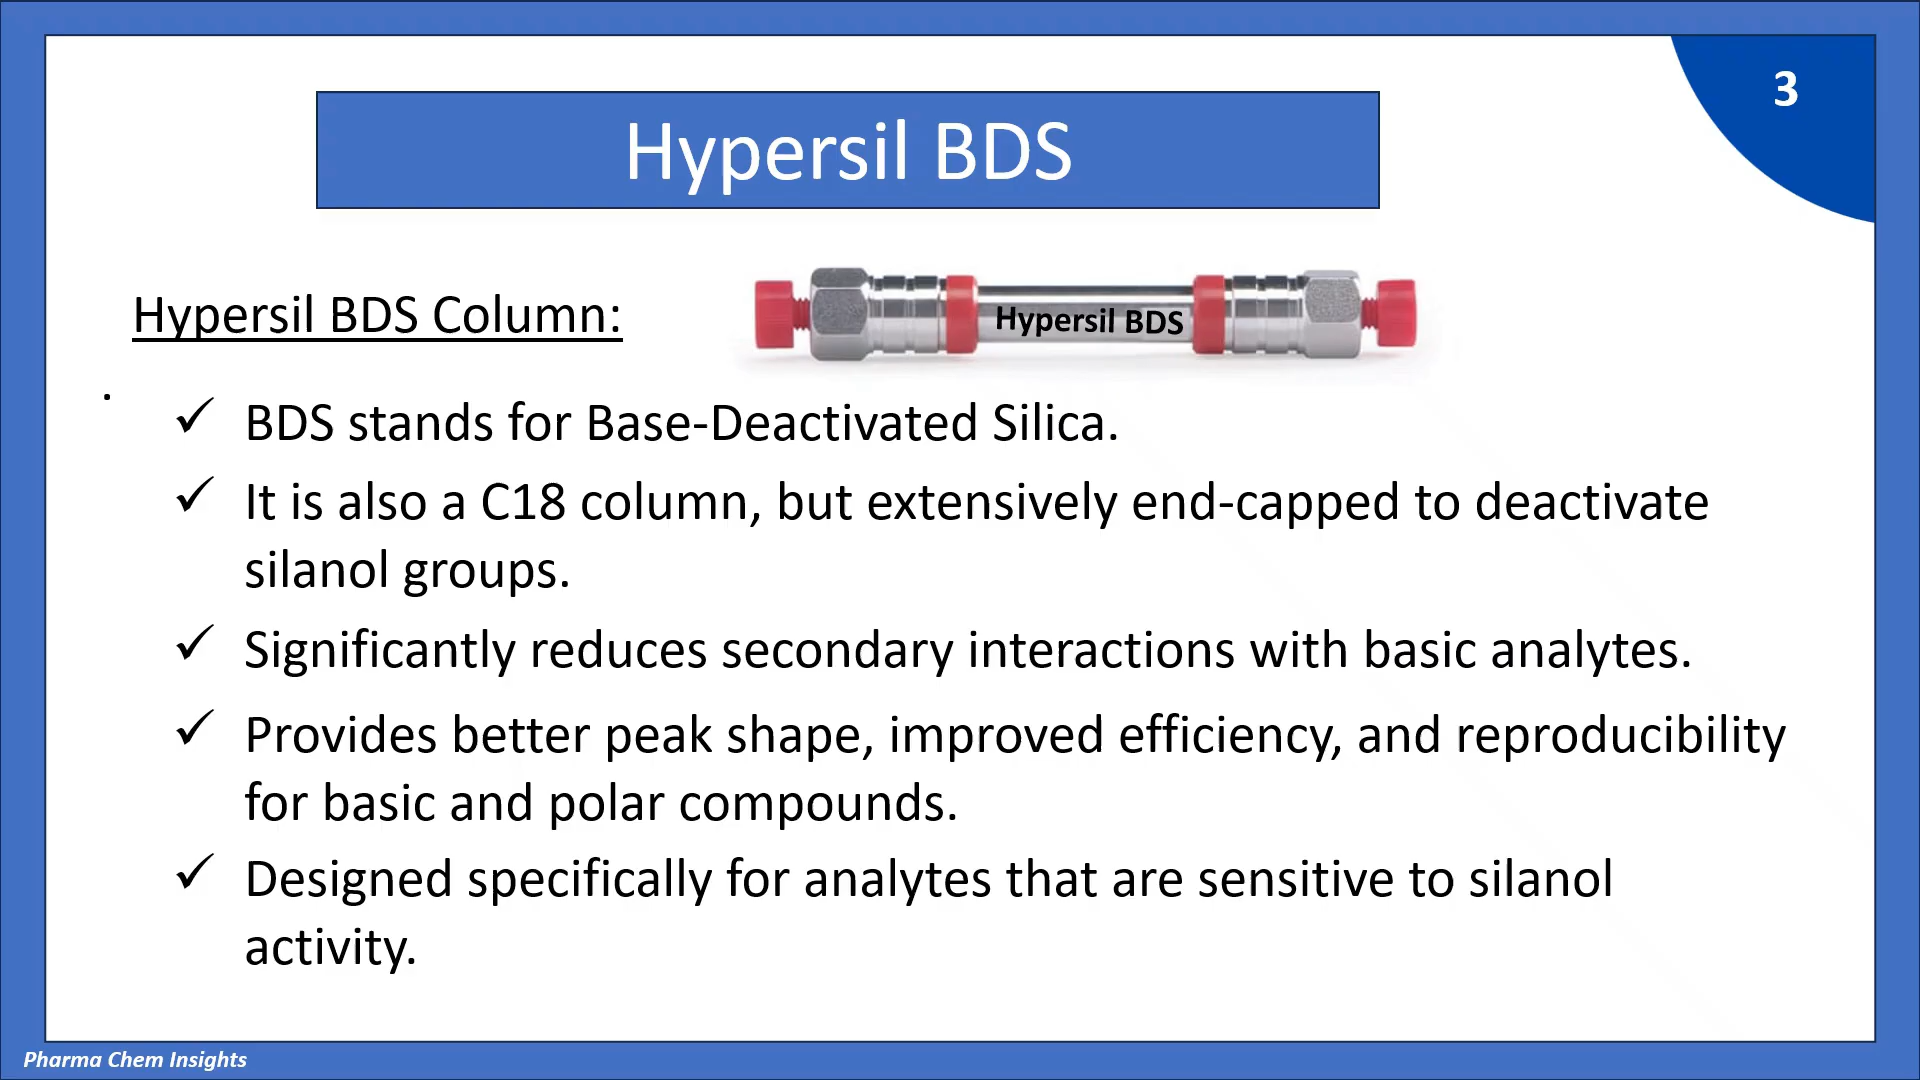 3
Hypersil BDS
Hypersil BDS Column:
Hypersil BDS
.
✓ BDS stands for Base-Deactivated Silica.
✓ It is also a C18 column, but extensively end-capped to deactivate
silanol groups.
✓ Significantly reduces secondary interactions with basic analytes.
✓ Provides better peak shape, improved efficiency, and reproducibility
for basic and polar compounds.
✓ Designed specifically for analytes that are sensitive to silanol
activity.
Pharma Chem Insights